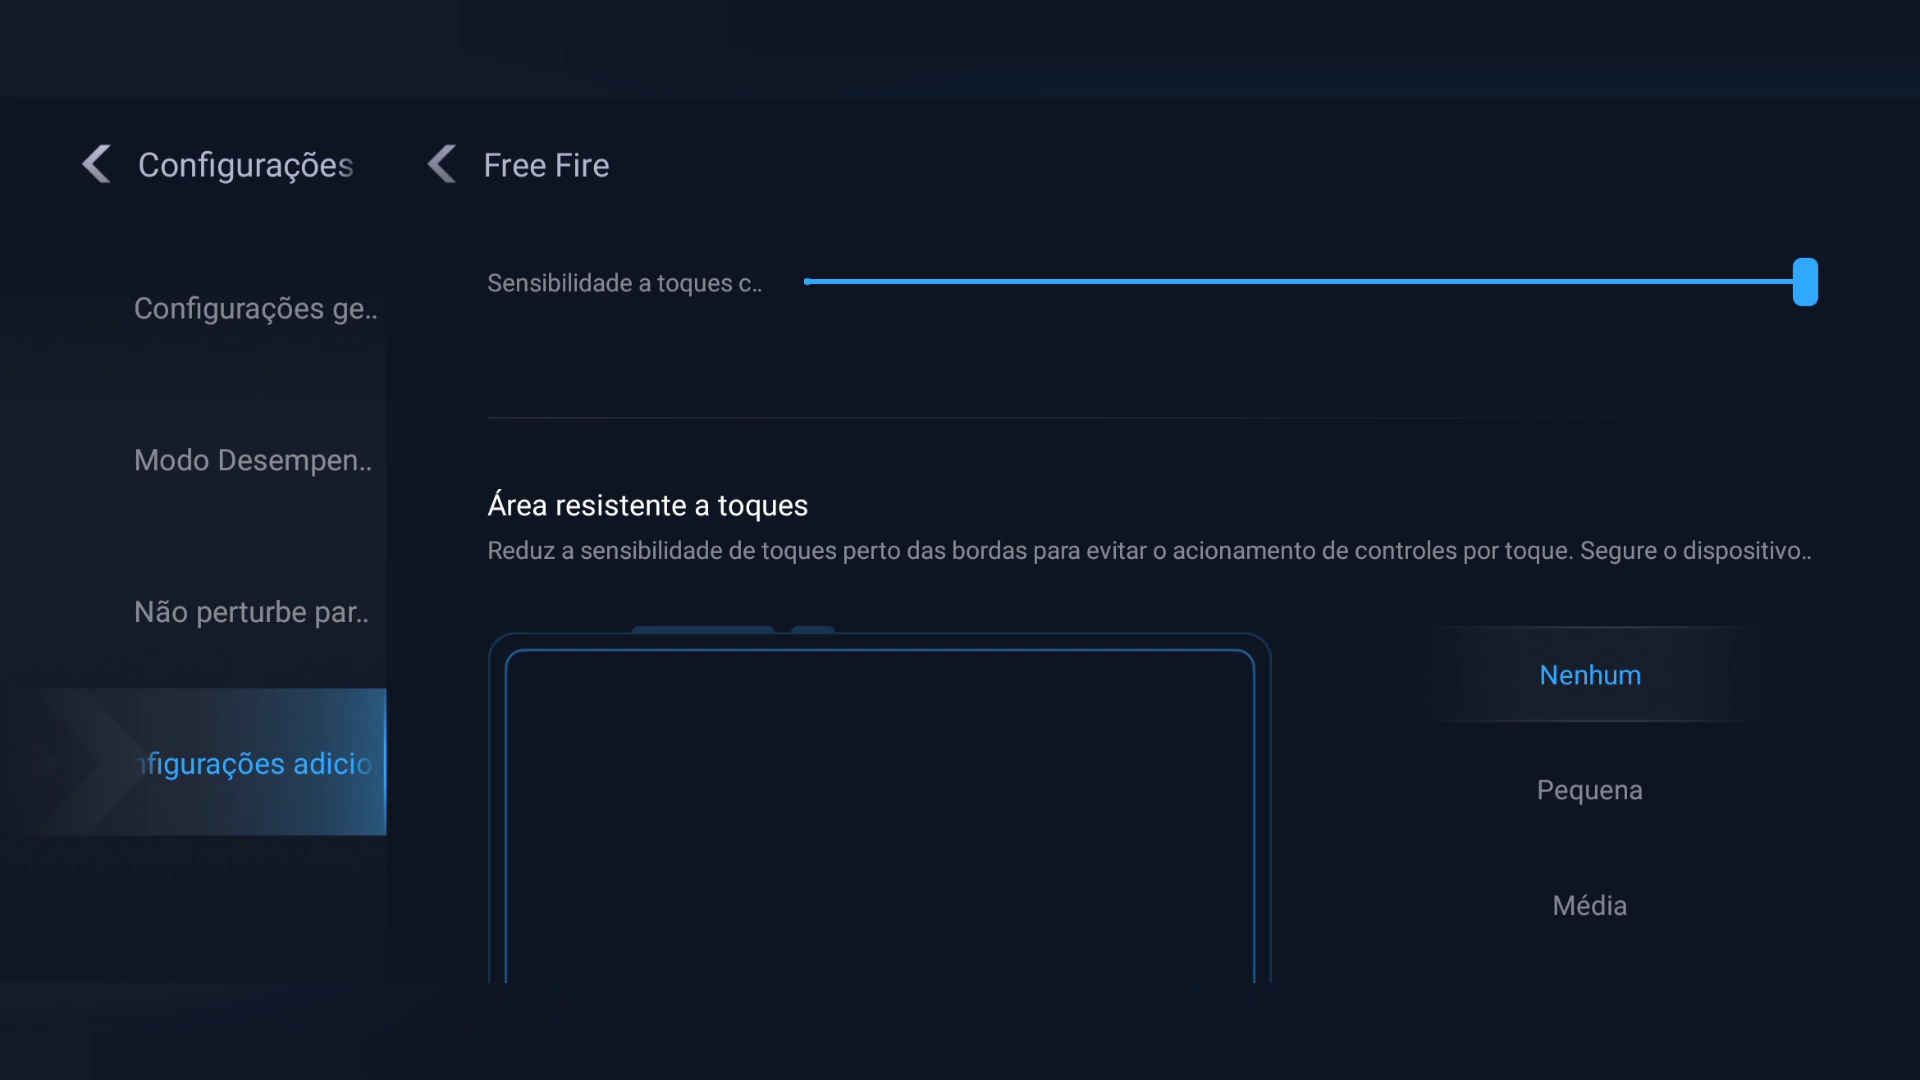 Configurações
Free Fire
Configurações ge..
Modo Desempen..
Não perturbe par..
nfigurações adicio
Sensibilidade a toques c..
Área resistente a toques
Reduz a sensibilidade de toques perto das bordas para evitar o acionamento de controles por toque. Segure o dispositivo..
Nenhum
Pequena
Média